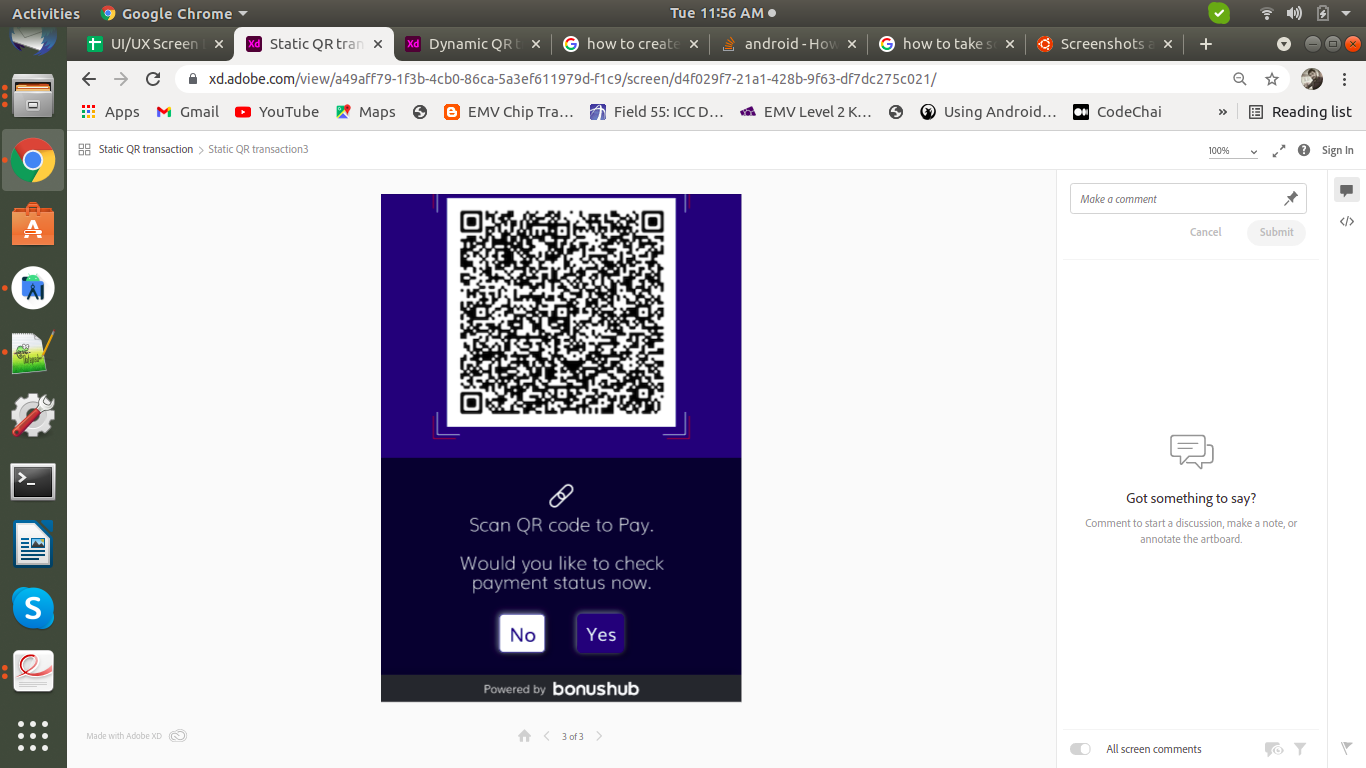 Activities
Google Chrome
Tue 11:56 AM
UI/UX Screen
Static QR tran
Dynamic QR t
how to create
android - How
how to take s
Screenshots a
xd.adobe.com/view/a49aff79-1f3b-4cb0-86ca-5a3ef611979d-f1c9/screen/d4f029f7-21a1-428b-9f63-df7dc275c021/
Apps
Gmail
YouTube
Maps
EMV Chip Tra…
Field 55: ICC D…
EMV Level 2 K…
Using Android…
CodeChai
»
Reading list
Static QR transaction
Static QR transaction3
100%
Sign In
Make a comment
Cancel
Submit
Scan QR code to Pay.
Would you like to check
payment status now.
No
Yes
Powered by bonushub
Got something to say?
Comment to start a discussion, make a note, or
annotate the artboard.
Made with Adobe XD
3 of 3
All screen comments